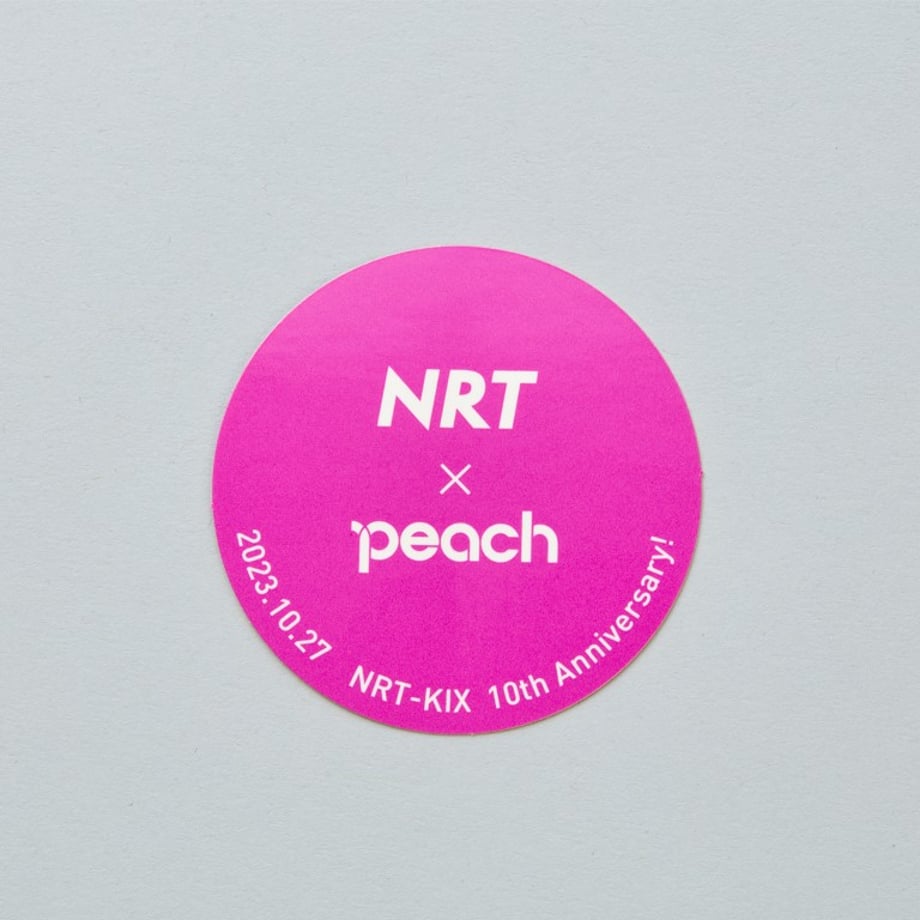 NRT
×
peach
2023.10.27 NRT-KIX 10th Anniversary!